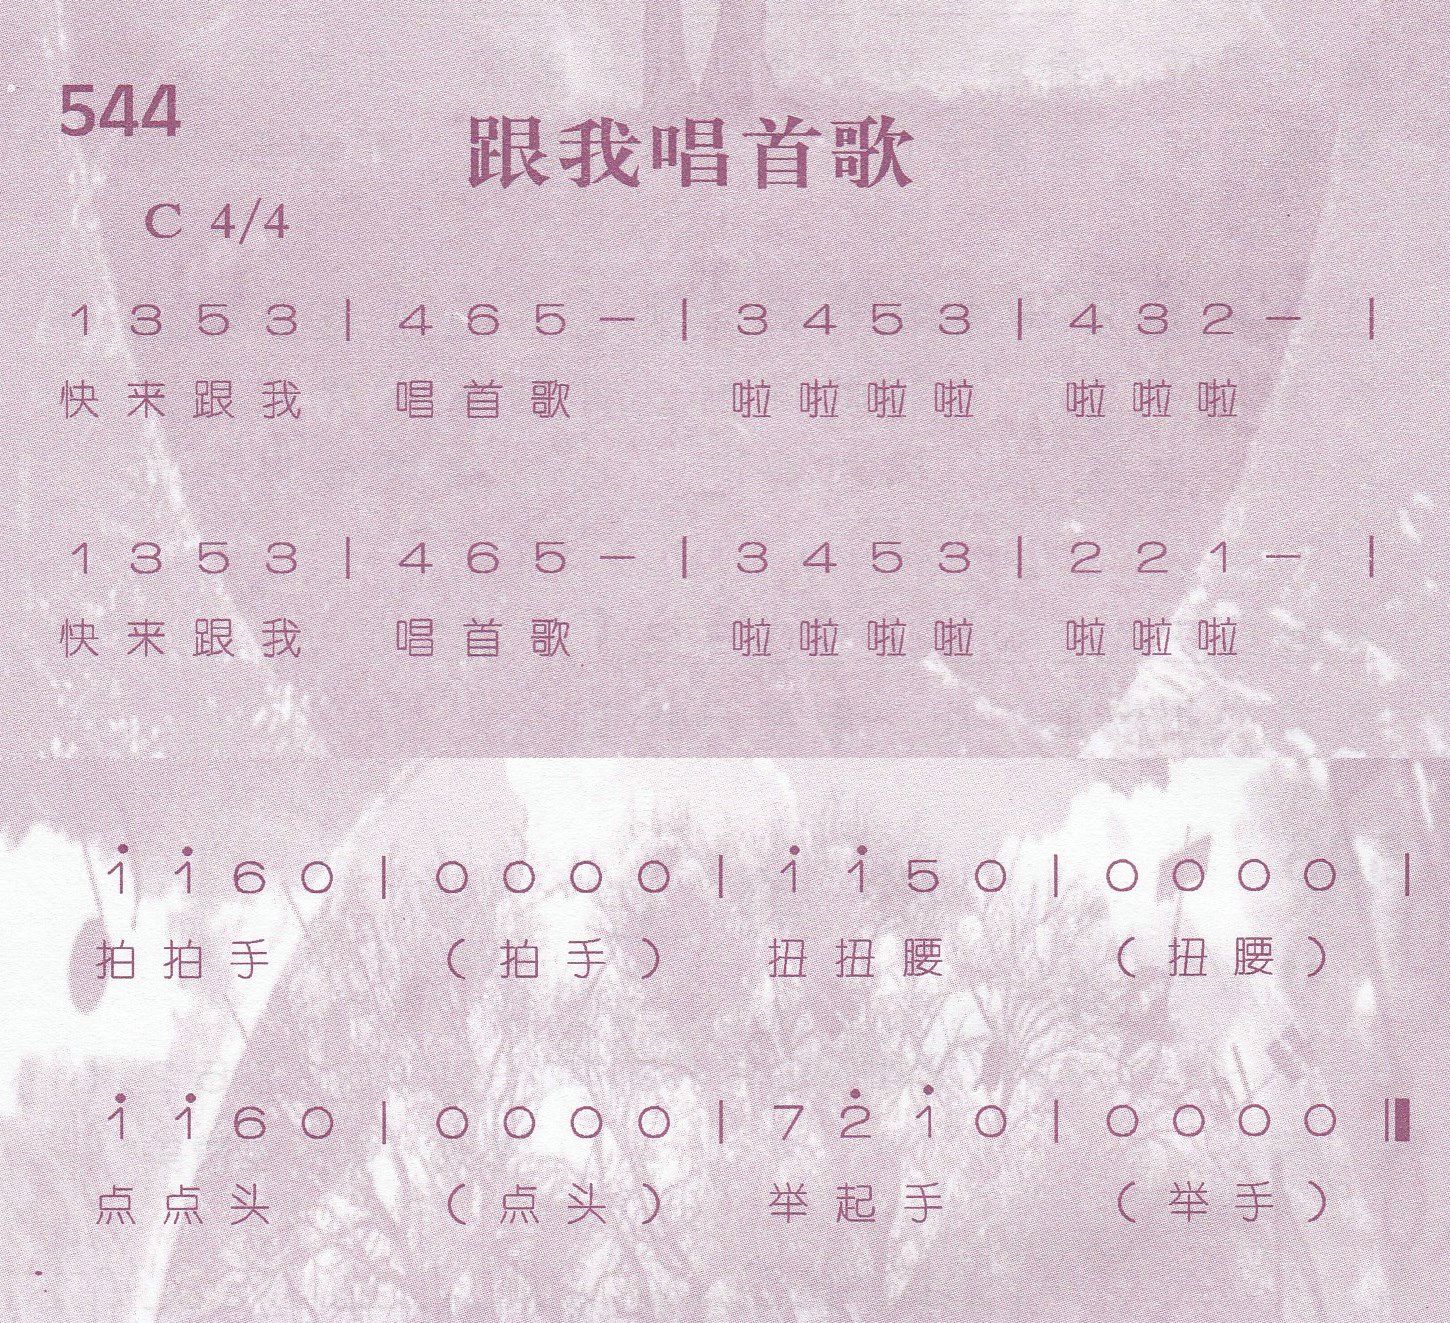 544
跟我唱首歌
C 4/4
1 3 5 3 | 4 6 5 — | 3 4 5 3 | 4 3 2 — |
快来跟我 唱首歌 啦啦啦啦 啦啦啦
1 3 5 3 | 4 6 5 — | 3 4 5 3 | 2 2 1 — |
快来跟我 唱首歌 啦啦啦啦 啦啦啦
1̇ 1̇ 6 0 | 0 0 0 0 | 1̇ 1̇ 5 0 | 0 0 0 0 |
拍拍手 (拍手) 扭扭腰 (扭腰)
1̇ 1̇ 6 0 | 0 0 0 0 | 7 2̇ 1̇ 0 | 0 0 0 0 ‖
点点头 (点头) 举起手 (举手)